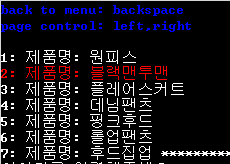 back to menu: backspace
page control: left,right
1: 제품명: 원피스
2: 제품명: 블랙맨투맨
3: 제품명: 플레어스커트
4: 제품명: 데님팬츠
5: 제품명: 핑크후드
6: 제품명: 롤업팬츠
7: 제품명: 후드집업 **********